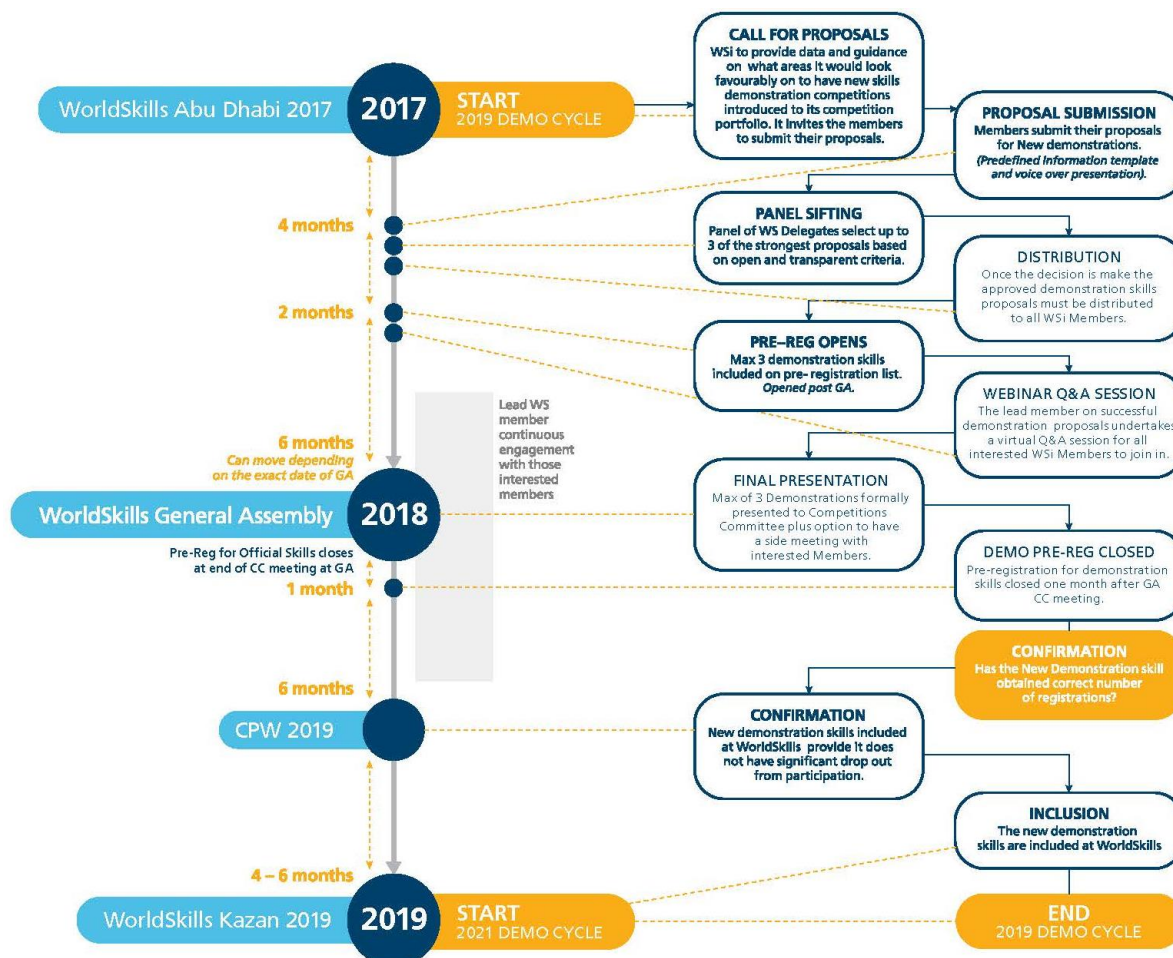 WorldSkills Abu Dhabi 2017
2017
START
2019 DEMO CYCLE
CALL FOR PROPOSALS
WSi to provide data and guidance
on what areas it would look
favourably on to have new skills
demonstration competitions
introduced to its competition
portfolio. It invites the members
to submit their proposals.
PROPOSAL SUBMISSION
Members submit their proposals
for New demonstrations.
(Predefined information template
and voice over presentation).
4 months
PANEL SIFTING
Panel of WS Delegates select up to
3 of the strongest proposals based
on open and transparent criteria.
DISTRIBUTION
Once the decision is make the
approved demonstration skills
proposals must be distributed
to all WSi Members.
2 months
PRE–REG OPENS
Max 3 demonstration skills
included on pre- registration list.
Opened post GA.
WEBINAR Q&A SESSION
The lead member on successful
demonstration proposals undertakes
a virtual Q&A session for all
interested WSi Members to join in.
Lead WS
member
continuous
engagement
with those
interested
members
6 months
Can move depending
on the exact date of GA
WorldSkills General Assembly
2018
FINAL PRESENTATION
Max of 3 Demonstrations formally
presented to Competitions
Committee plus option to have
a side meeting with
interested Members.
Pre-Reg for Official Skills closes
at end of CC meeting at GA
1 month
DEMO PRE-REG CLOSED
Pre-registration for demonstration
skills closed one month after GA
CC meeting.
CONFIRMATION
Has the New Demonstration skill
obtained correct number
of registrations?
6 months
CPW 2019
CONFIRMATION
New demonstration skills included
at WorldSkills provide it does
not have significant drop out
from participation.
INCLUSION
The new demonstration
skills are included at WorldSkills
4 – 6 months
WorldSkills Kazan 2019
2019
START
2021 DEMO CYCLE
END
2019 DEMO CYCLE